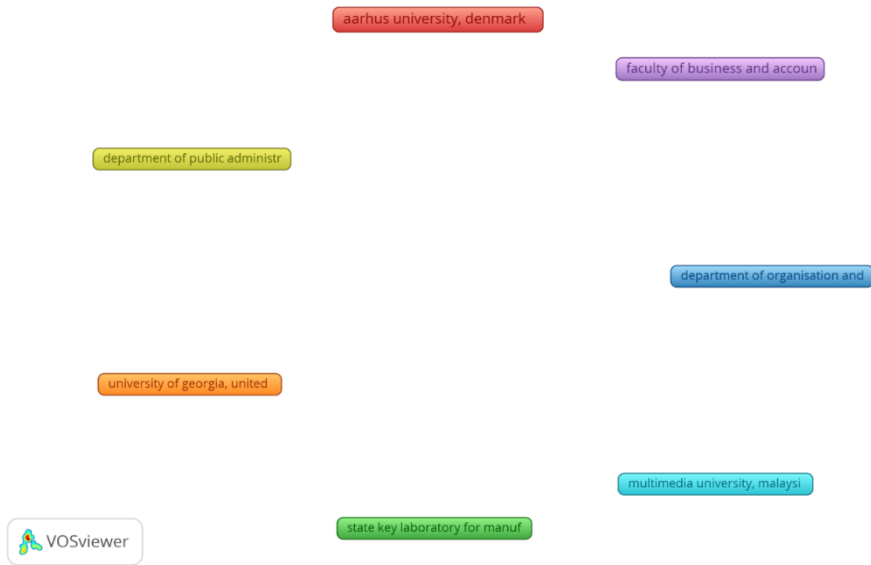 aarhus university, denmark
faculty of business and accoun
department of public administr
department of organisation and
university of georgia, united
multimedia university, malaysi
state key laboratory for manuf
VOSviewer